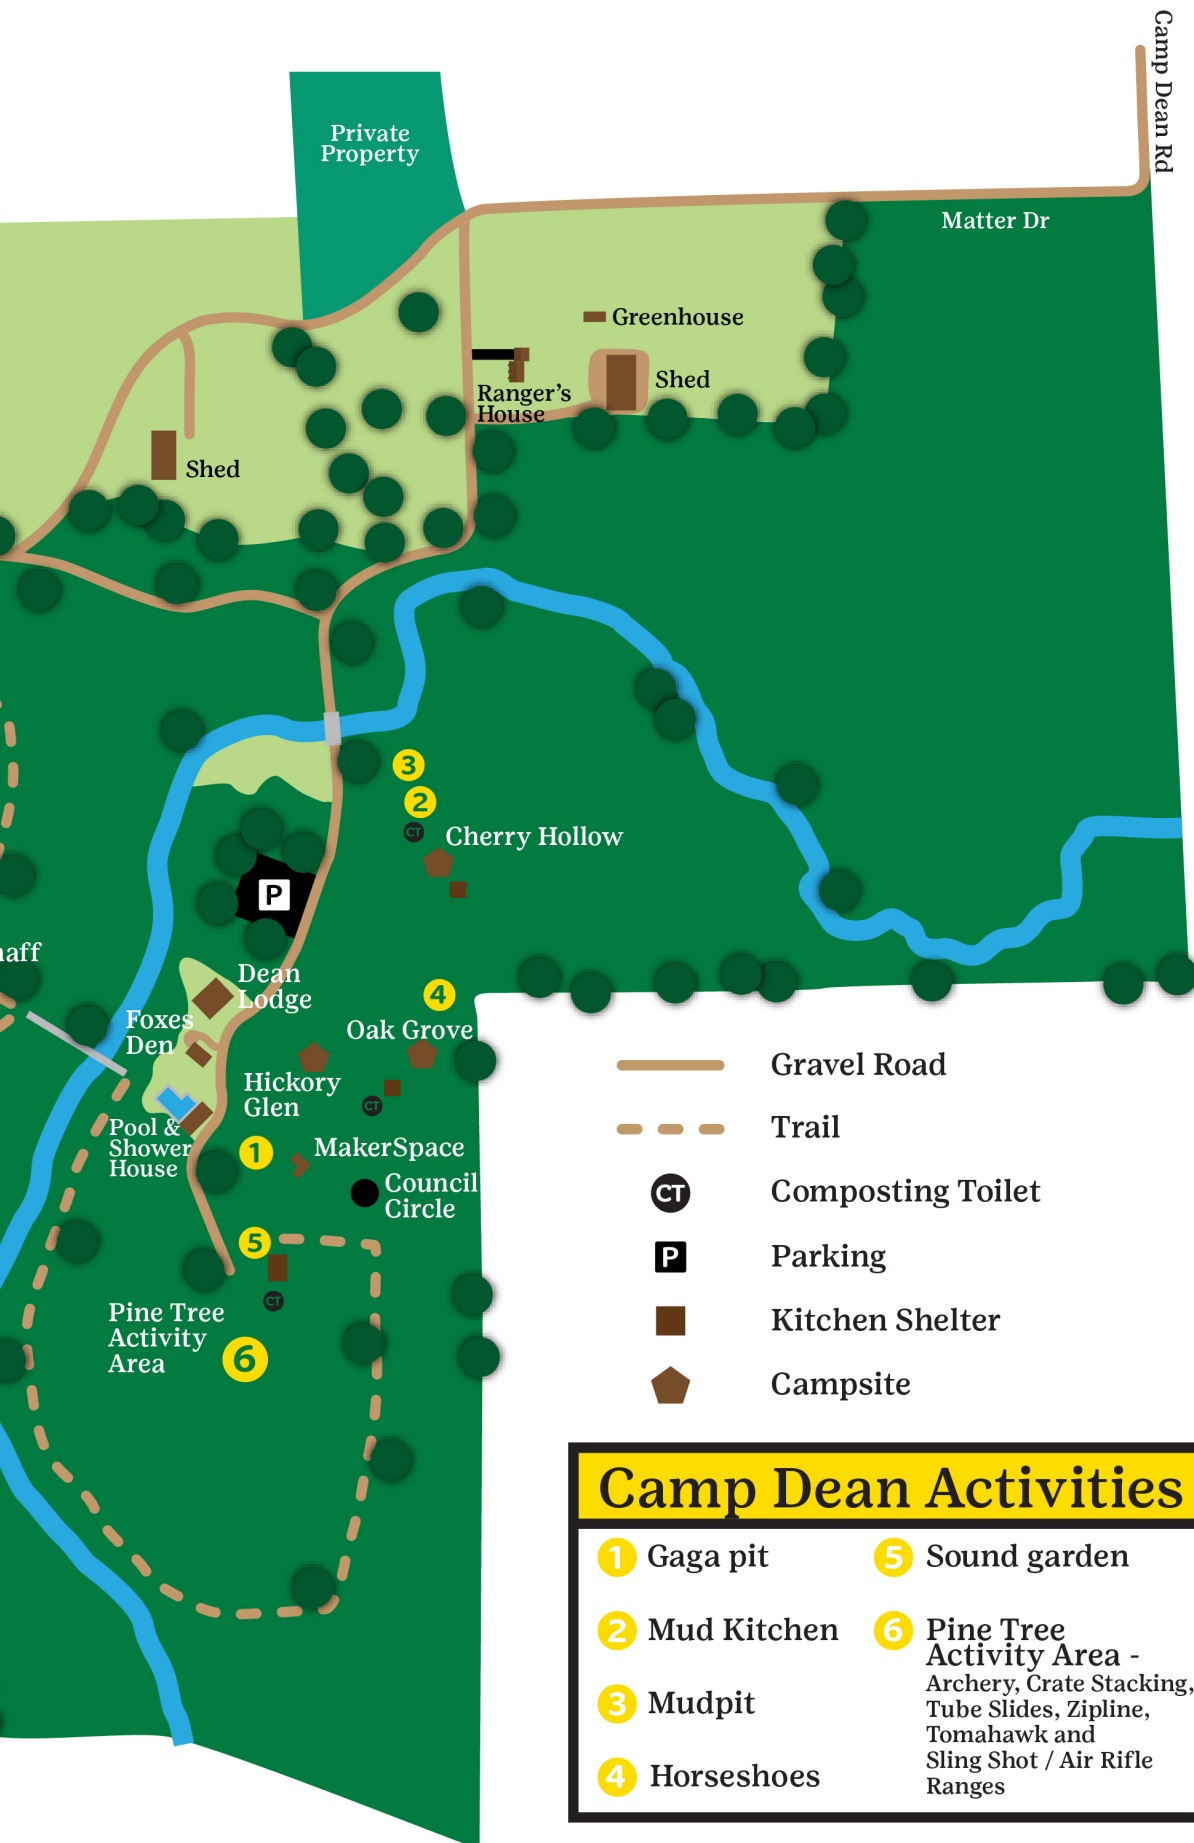 Camp Dean Rd
Private
Property
Matter Dr
Greenhouse
Ranger's
House
Shed
Shed
3
2
CT
Cherry Hollow
P
aff
Dean
Lodge
4
Foxes
Den
Oak Grove
Hickory
Glen
CT
Pool &
Shower
House
1
MakerSpace
Council
Circle
5
CT
Pine Tree
Activity
Area
6
Gravel Road
Trail
CT Composting Toilet
P Parking
Kitchen Shelter
Campsite
Camp Dean Activities
1 Gaga pit
2 Mud Kitchen
3 Mudpit
4 Horseshoes
5 Sound garden
6 Pine Tree
Activity Area -
Archery, Crate Stacking,
Tube Slides, Zipline,
Tomahawk and
Sling Shot / Air Rifle
Ranges